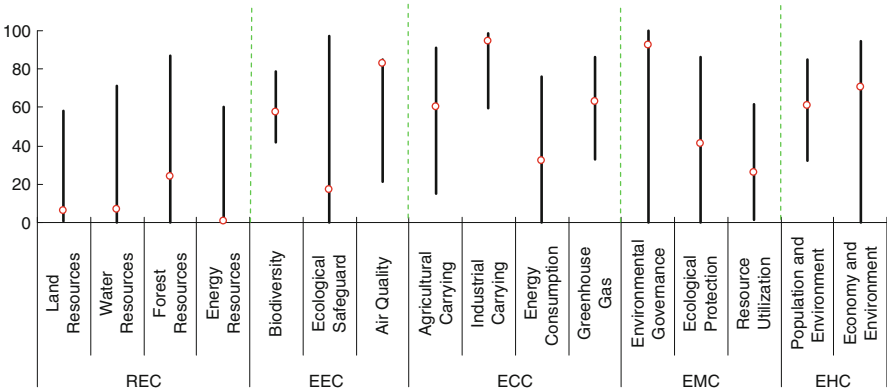 100
80
60
40
20
0
Land
Resources
Water
Resources
Forest
Resources
Energy
Resources
Biodiversity
Ecological
Safeguard
Air Quality
Agricultural
Carrying
Industrial
Carrying
Energy
Consumption
Greenhouse
Gas
Environmental
Governance
Ecological
Protection
Resource
Utilization
Population and
Environment
Economy and
Environment
REC
EEC
ECC
EMC
EHC